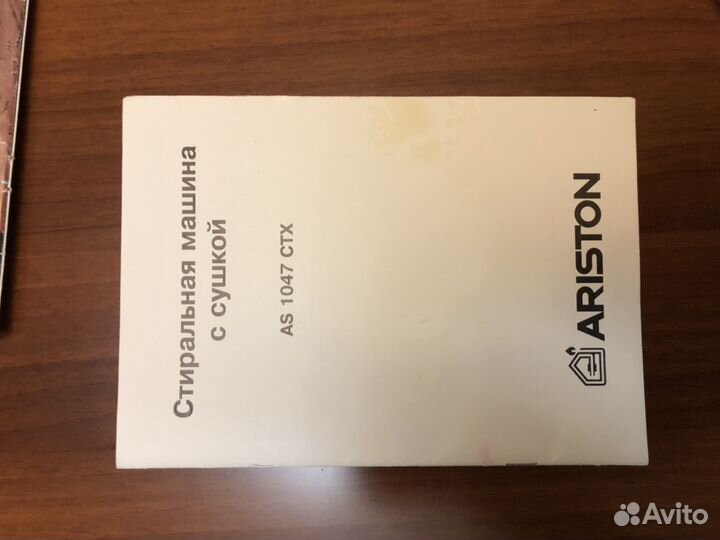 Стиральная машина
с сушкой
AS 1047 CTX
ARISTON
Avito